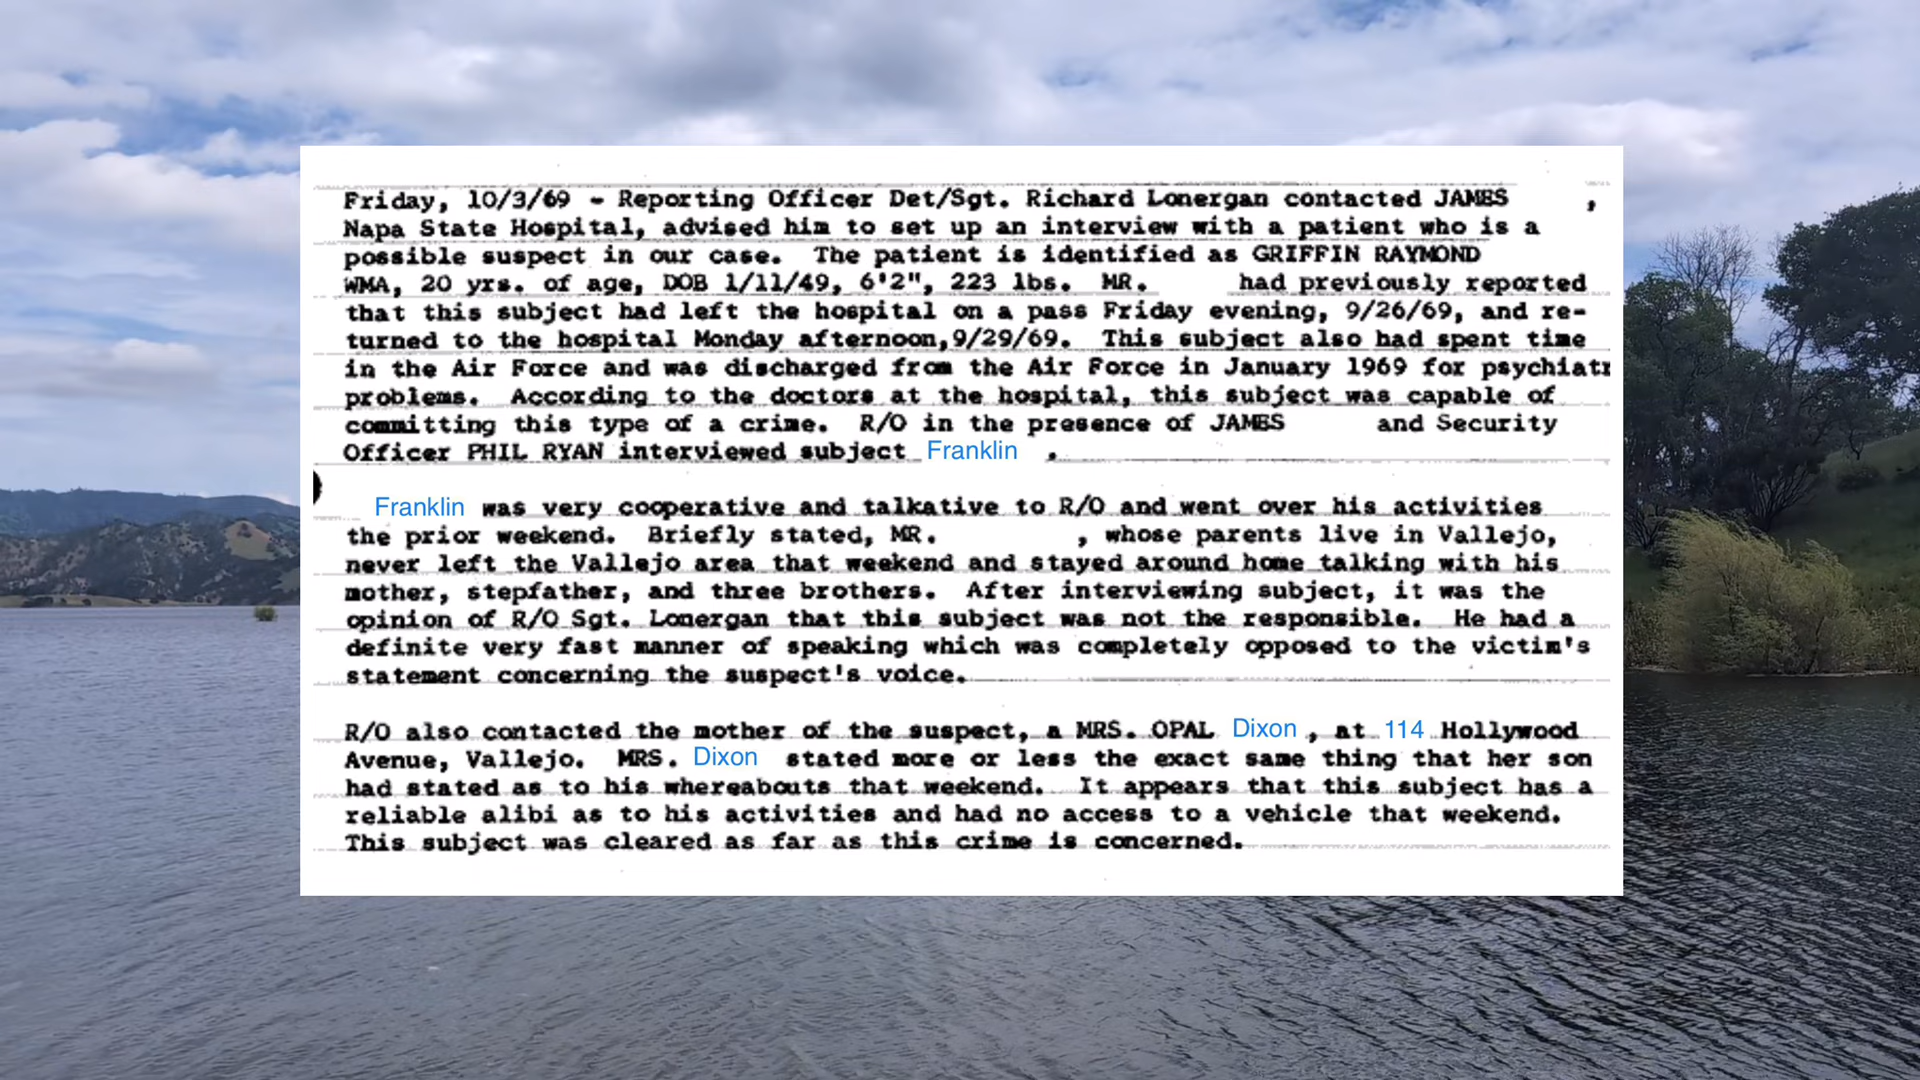 Friday, 10/3/69 - Reporting Officer Det/Sgt. Richard Lonergan contacted JAMES ,
Napa State Hospital, advised him to set up an interview with a patient who is a
possible suspect in our case. The patient is identified as GRIFFIN RAYMOND
WMA, 20 yrs. of age, DOB 1/11/49, 6'2", 223 lbs. MR. had previously reported
that this subject had left the hospital on a pass Friday evening, 9/26/69, and re-
turned to the hospital Monday afternoon,9/29/69. This subject also had spent time
in the Air Force and was discharged from the Air Force in January 1969 for psychiatr
problems. According to the doctors at the hospital, this subject was capable of
committing this type of a crime. R/O in the presence of JAMES and Security
Officer PHIL RYAN interviewed subject Franklin .
Franklin was very cooperative and talkative to R/O and went over his activities
the prior weekend. Briefly stated, MR. , whose parents live in Vallejo,
never left the Vallejo area that weekend and stayed around home talking with his
mother, stepfather, and three brothers. After interviewing subject, it was the
opinion of R/O Sgt. Lonergan that this subject was not the responsible. He had a
definite very fast manner of speaking which was completely opposed to the victim's
statement concerning the suspect's voice.
R/O also contacted the mother of the suspect, a MRS. OPAL Dixon , at 114 Hollywood
Avenue, Vallejo. MRS. Dixon stated more or less the exact same thing that her son
had stated as to his whereabouts that weekend. It appears that this subject has a
reliable alibi as to his activities and had no access to a vehicle that weekend.
This subject was cleared as far as this crime is concerned.